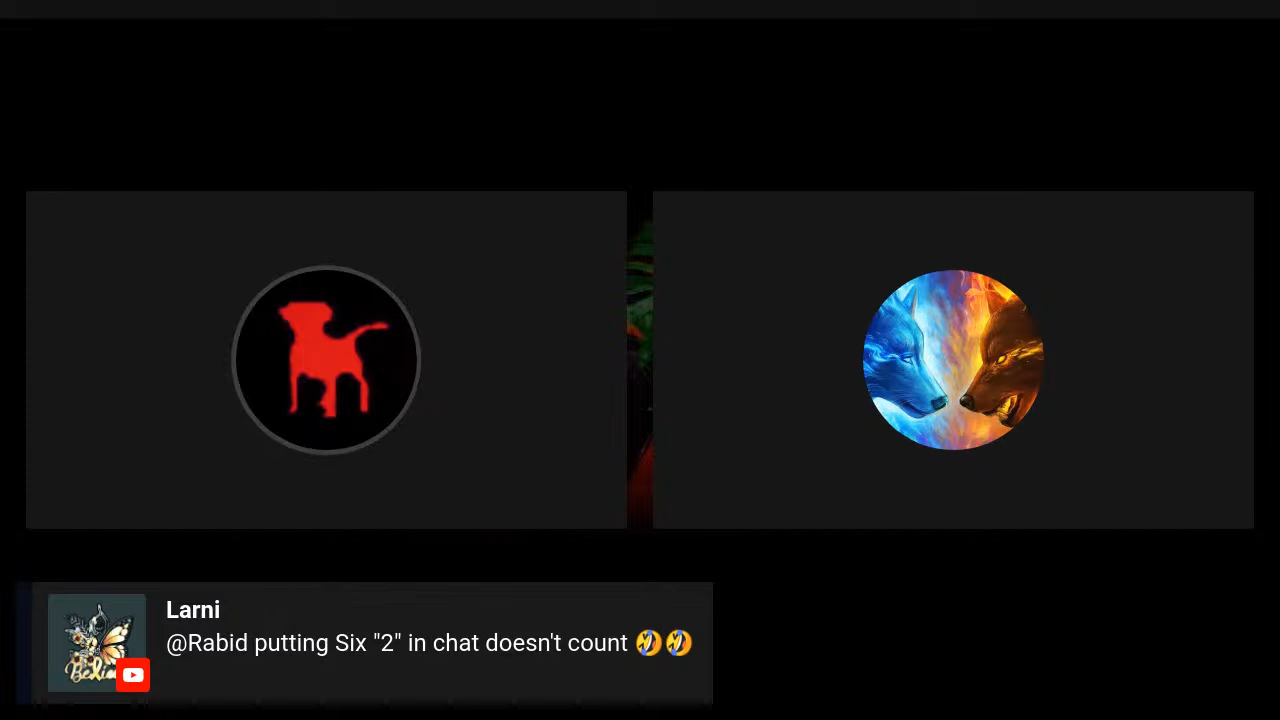 Larni
@Rabid putting Six "2" in chat doesn't count 🤣🤣